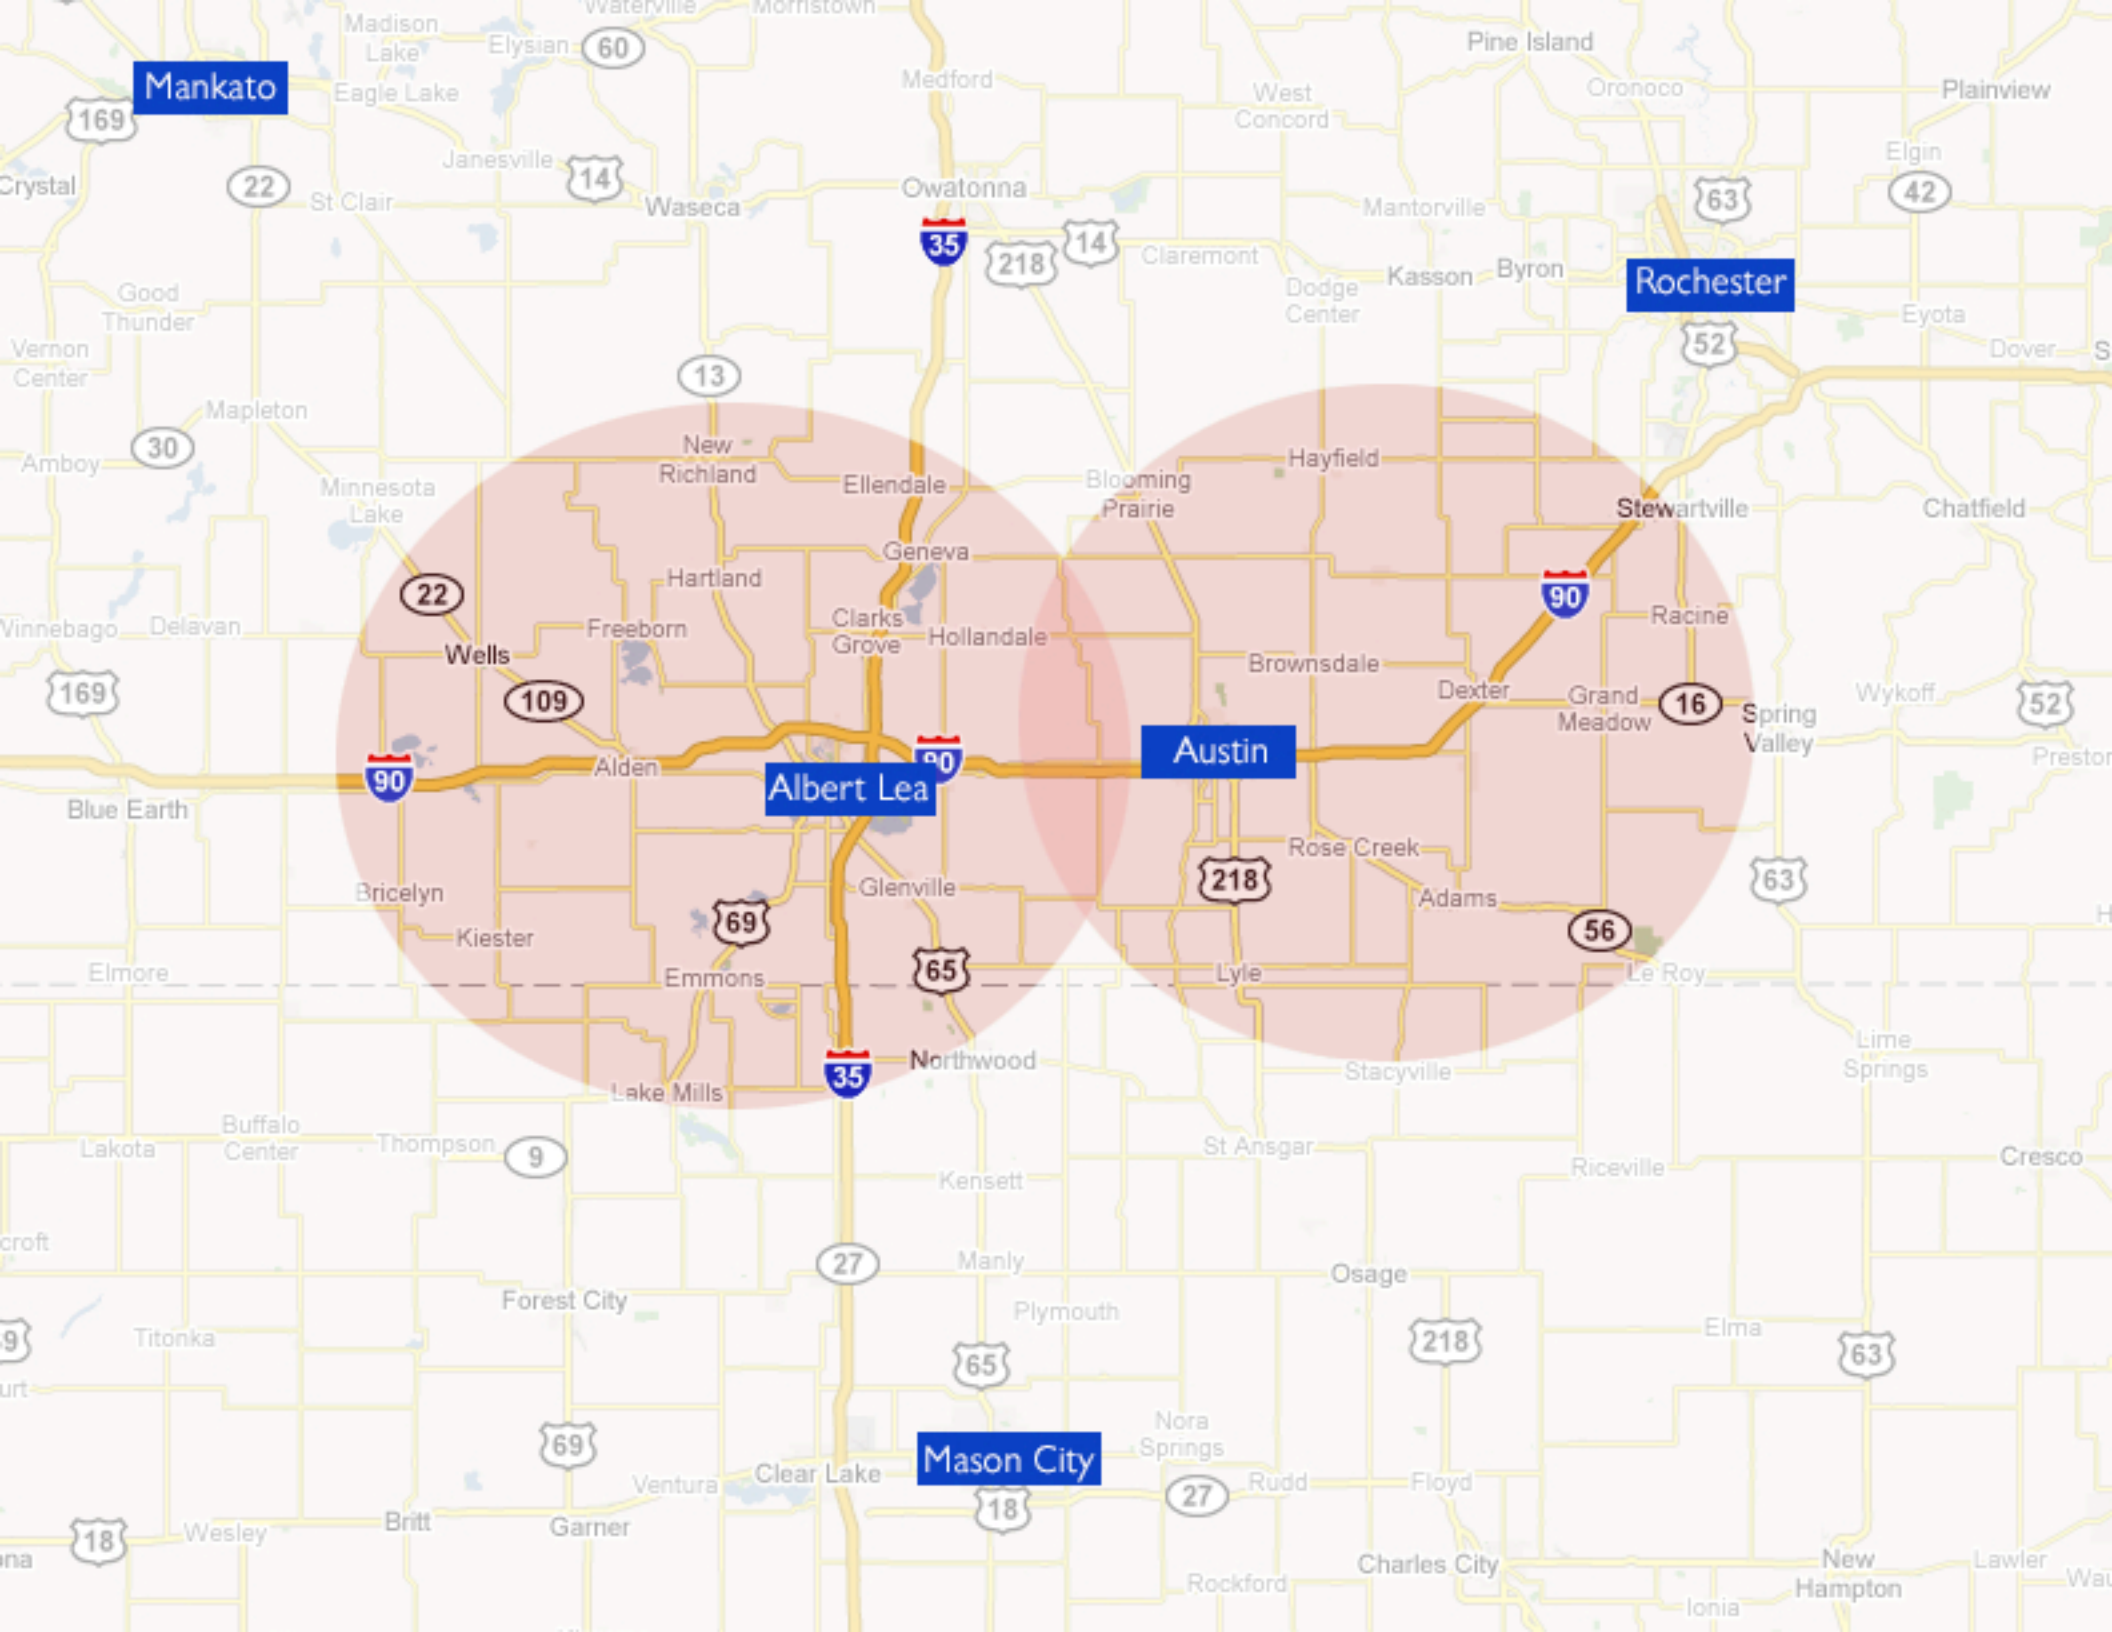 Waterville
Morristown
Madison
Lake
Elysian
60
Pine Island
Mankato
Eagle Lake
Medford
West
Concord
Oronoco
Plainview
169
Janesville
14
Elgin
Crystal
22
St Clair
Waseca
Owatonna
Mantorville
63
42
35
218
14
Claremont
Kasson
Byron
Rochester
Good
Thunder
Dodge
Center
Eyota
Vernon
Center
13
52
Dover
S
Mapleton
30
New
Richland
Hayfield
Amboy
Minnesota
Lake
Ellendale
Blooming
Prairie
Stewartville
Chatfield
Geneva
22
Hartland
90
Winnebago
Delavan
Freeborn
Clarks
Grove
Hollandale
Racine
Wells
Brownsdale
169
109
Dexter
Grand
Meadow
16
Wykoff
52
Spring
Valley
Austin
Preston
90
Alden
90
Albert Lea
Blue Earth
Rose Creek
218
63
Bricelyn
Glenville
Adams
H
69
56
Kiester
65
Elmore
Emmons
Lyle
Le Roy
35
Northwood
Stacyville
Lime
Springs
Lake Mills
Lakota
Buffalo
Center
Thompson
9
St Ansgar
Riceville
Cresco
Kensett
croft
27
Manly
Osage
Forest City
Plymouth
9
Titonka
218
Elma
63
65
urt
69
Nora
Springs
Mason City
Clear Lake
Ventura
18
27
Rudd
Floyd
18
Wesley
Britt
Garner
ona
Charles City
New
Hampton
Lawler
Wau
Rockford
Ionia